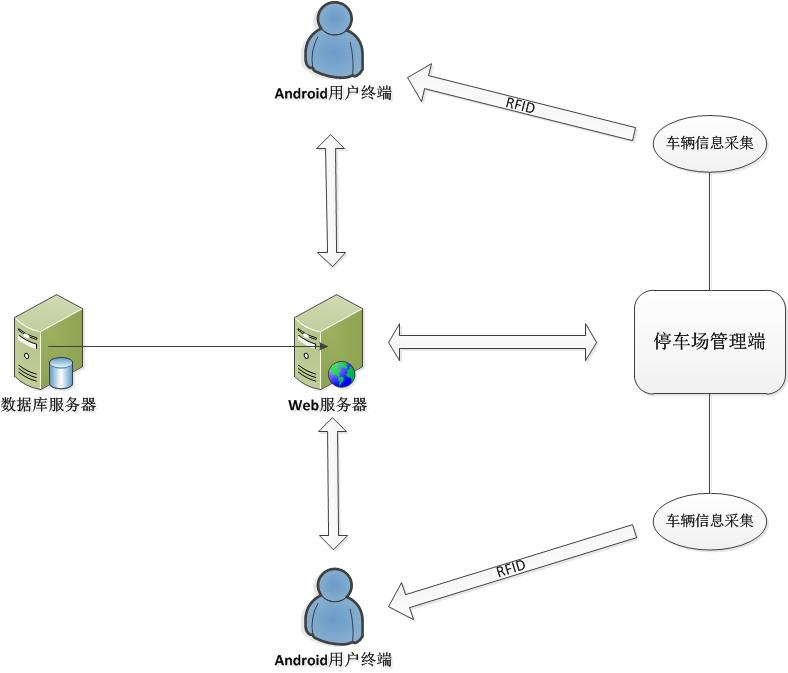 Android用户终端
RFID
车辆信息采集
停车场管理端
数据库服务器
Web服务器
车辆信息采集
RFID
Android用户终端